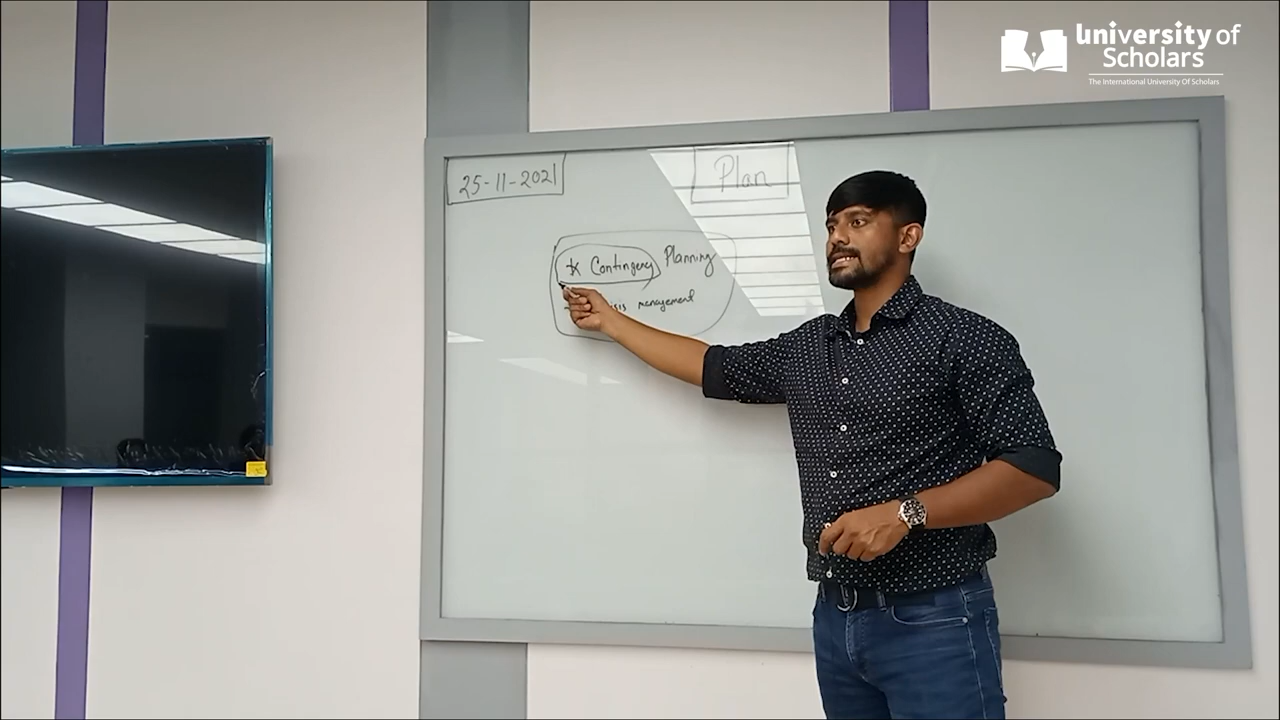 university of
Scholars
The International University Of Scholars
25-11-2021
Plan
* Contingency Planning
management